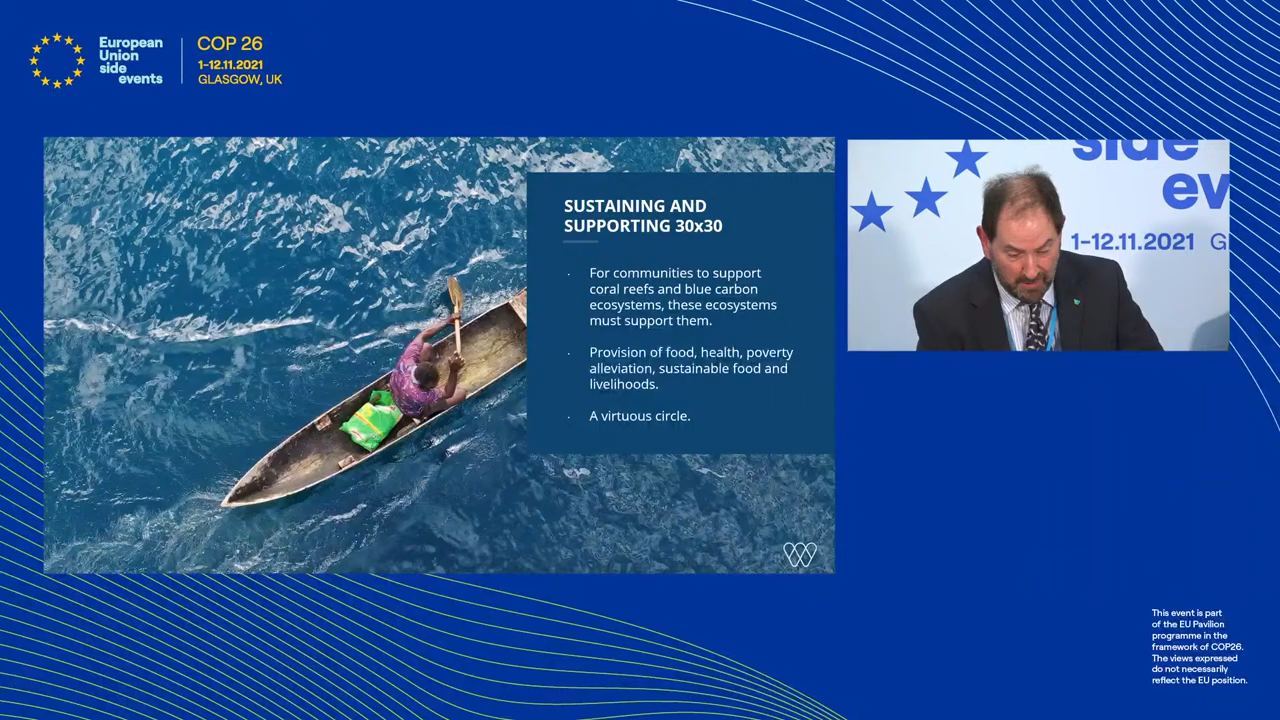 European
Union
side
events
COP 26
1-12.11.2021
GLASGOW, UK
SUSTAINING AND
SUPPORTING 30x30
· For communities to support
coral reefs and blue carbon
ecosystems, these ecosystems
must support them.
· Provision of food, health, poverty
alleviation, sustainable food and
livelihoods.
· A virtuous circle.
side
ev
1-12.11.2021 G
This event is part
of the EU Pavilion
programme in the
framework of COP26.
The views expressed
do not necessarily
reflect the EU position.